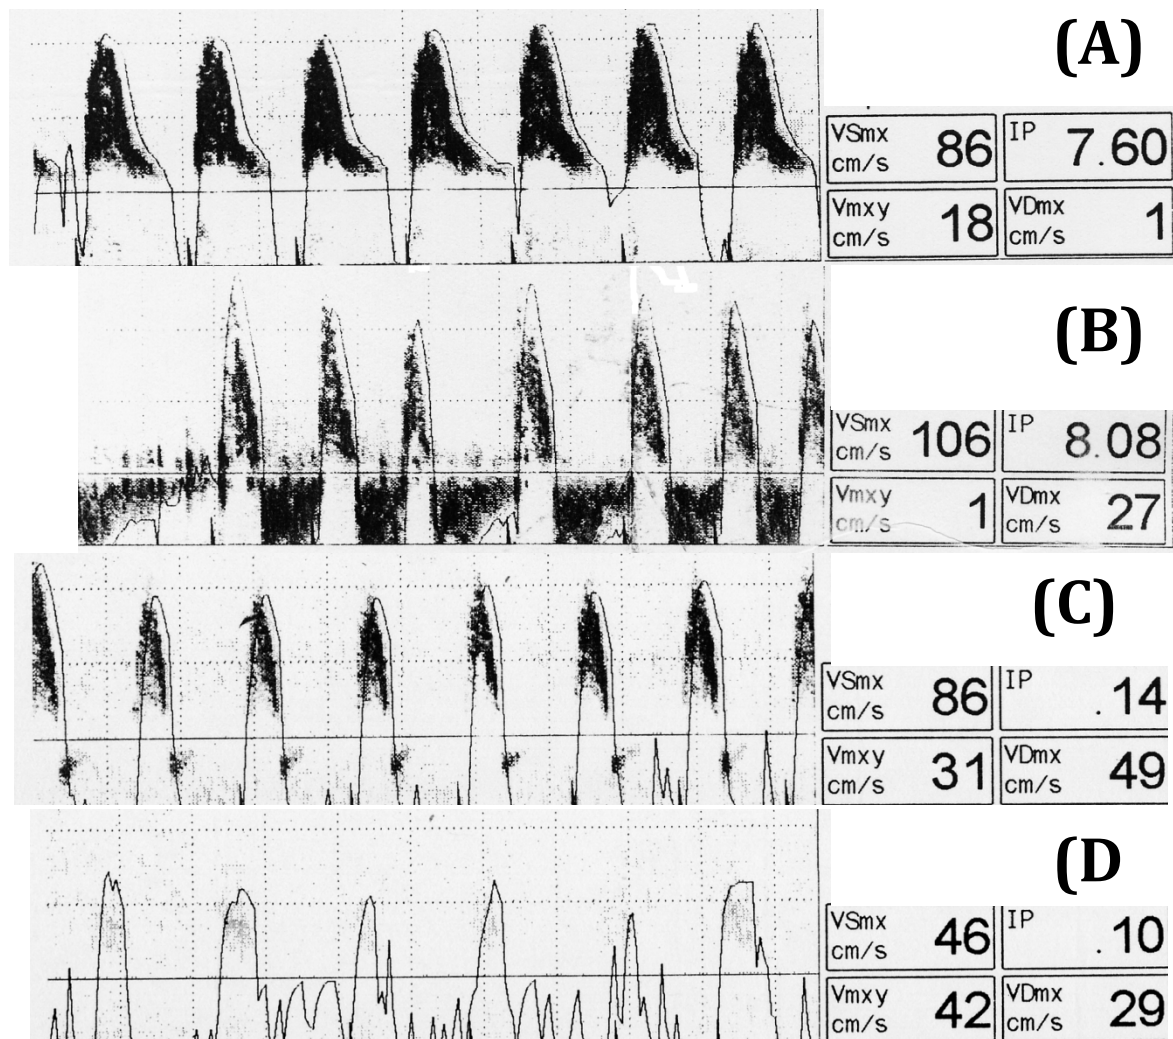 (A)
VSmx cm/s 86 IP 7.60
Vmxy cm/s 18 VDmx cm/s 1
(B)
VSmx cm/s 106 IP 8.08
Vmxy cm/s 1 VDmx cm/s 27
(C)
VSmx cm/s 86 IP .14
Vmxy cm/s 31 VDmx cm/s 49
(D
VSmx cm/s 46 IP .10
Vmxy cm/s 42 VDmx cm/s 29